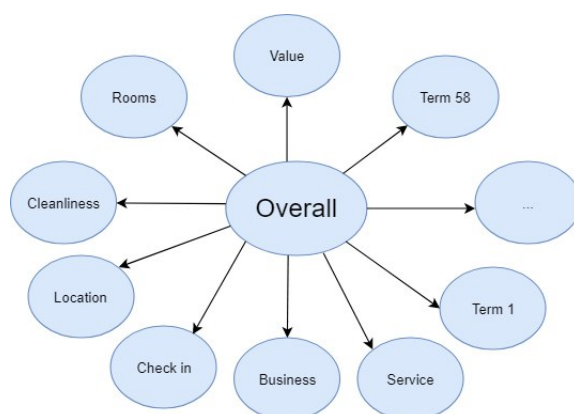 Value
Rooms
Term 58
Cleanliness
Overall
...
Location
Term 1
Check in
Business
Service